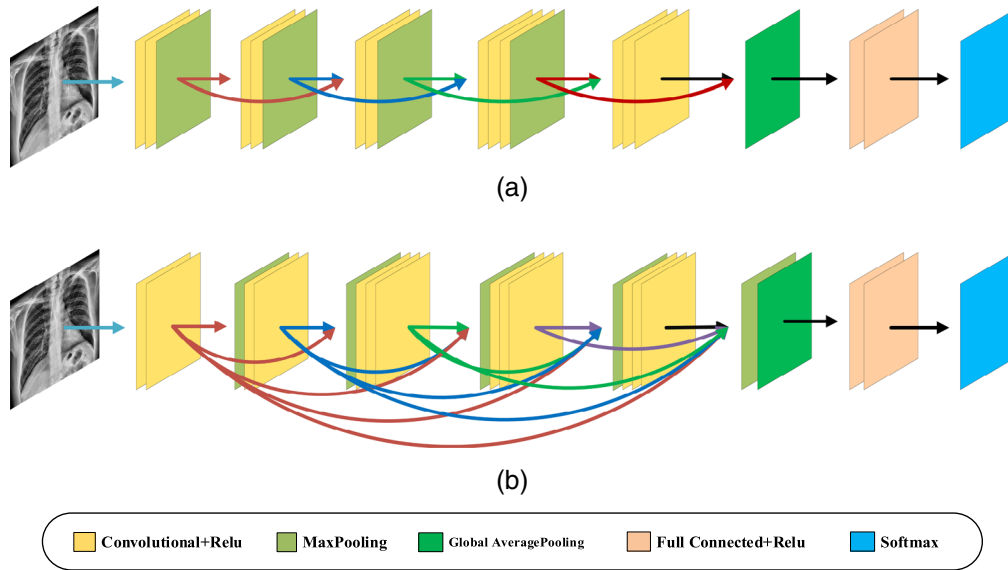 (a)
(b)
Convolutional+Relu MaxPooling Global AveragePooling Full Connected+Relu Softmax